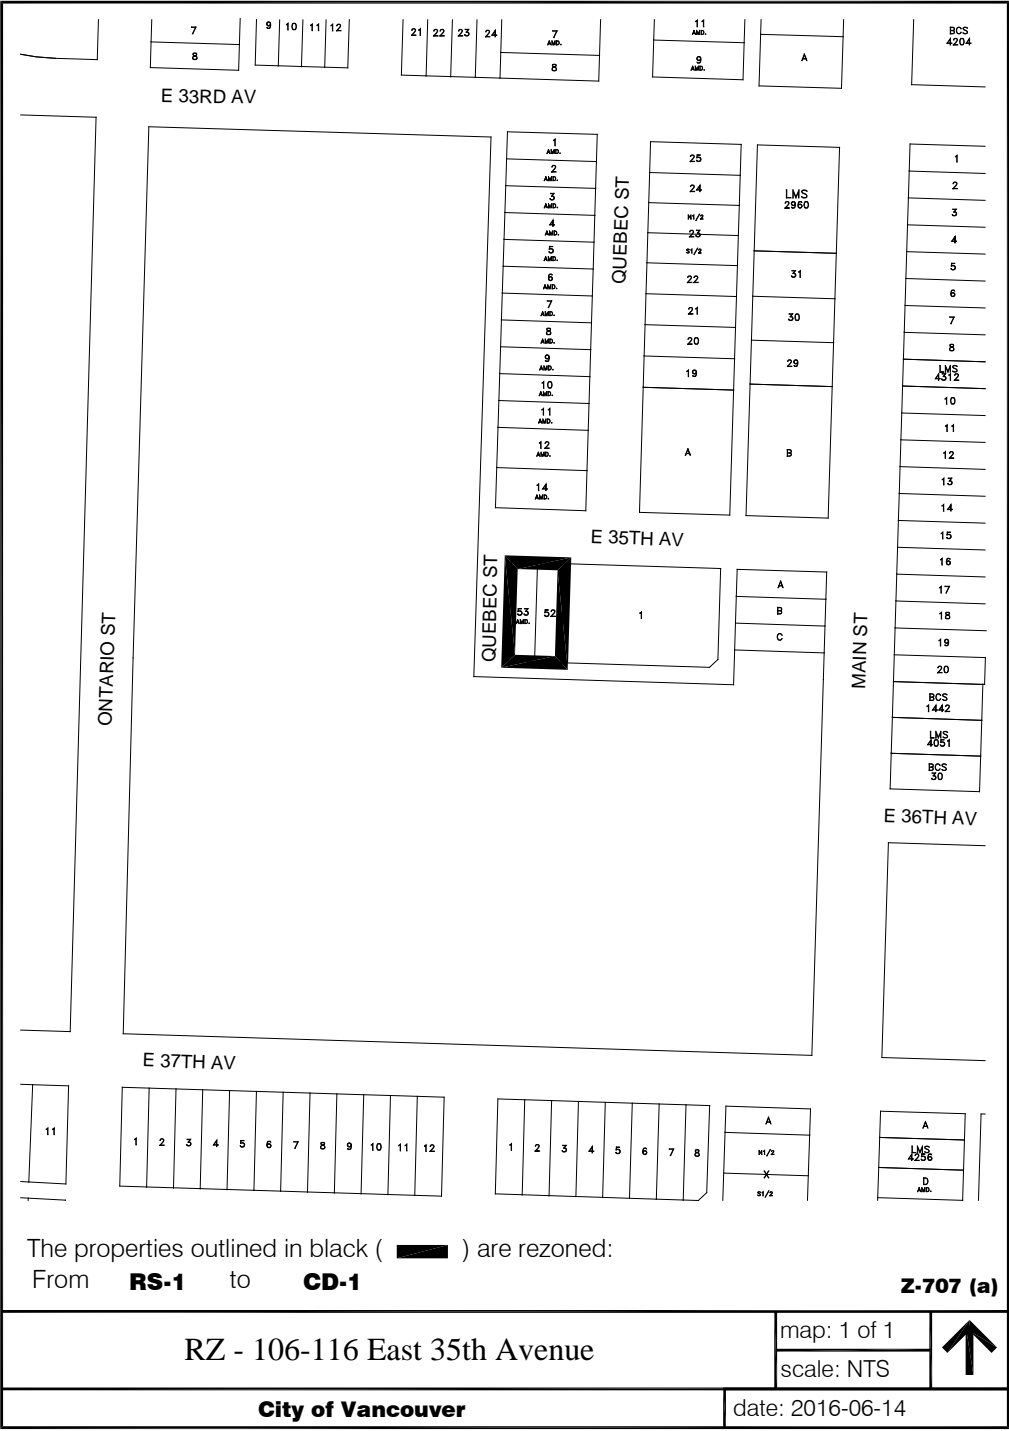 7
8
9 10 11 12
21 22 23 24
7
AMD.
8
11
AMD.
9
AMD.
A
BCS
4204
E 33RD AV
1
AMD.
2
AMD.
3
AMD.
4
AMD.
5
AMD.
6
AMD.
7
AMD.
8
AMD.
9
AMD.
10
AMD.
11
AMD.
12
AMD.
14
AMD.
QUEBEC ST
25
24
N1/2
23
S1/2
22
21
20
19
A
LMS
2960
31
30
29
B
1
2
3
4
5
6
7
8
LMS
4312
10
11
12
13
14
15
16
17
18
19
20
BCS
1442
LMS
4051
BCS
30
E 35TH AV
QUEBEC ST
53
AMD.
52
1
A
B
C
ONTARIO ST
MAIN ST
E 36TH AV
E 37TH AV
11
1 2 3 4 5 6 7 8 9 10 11 12
1 2 3 4 5 6 7 8
A
N1/2
X
S1/2
A
LMS
4256
D
AMD.
The properties outlined in black ( ) are rezoned:
From RS-1 to CD-1
Z-707 (a)
RZ - 106-116 East 35th Avenue
map: 1 of 1
scale: NTS
City of Vancouver
date: 2016-06-14